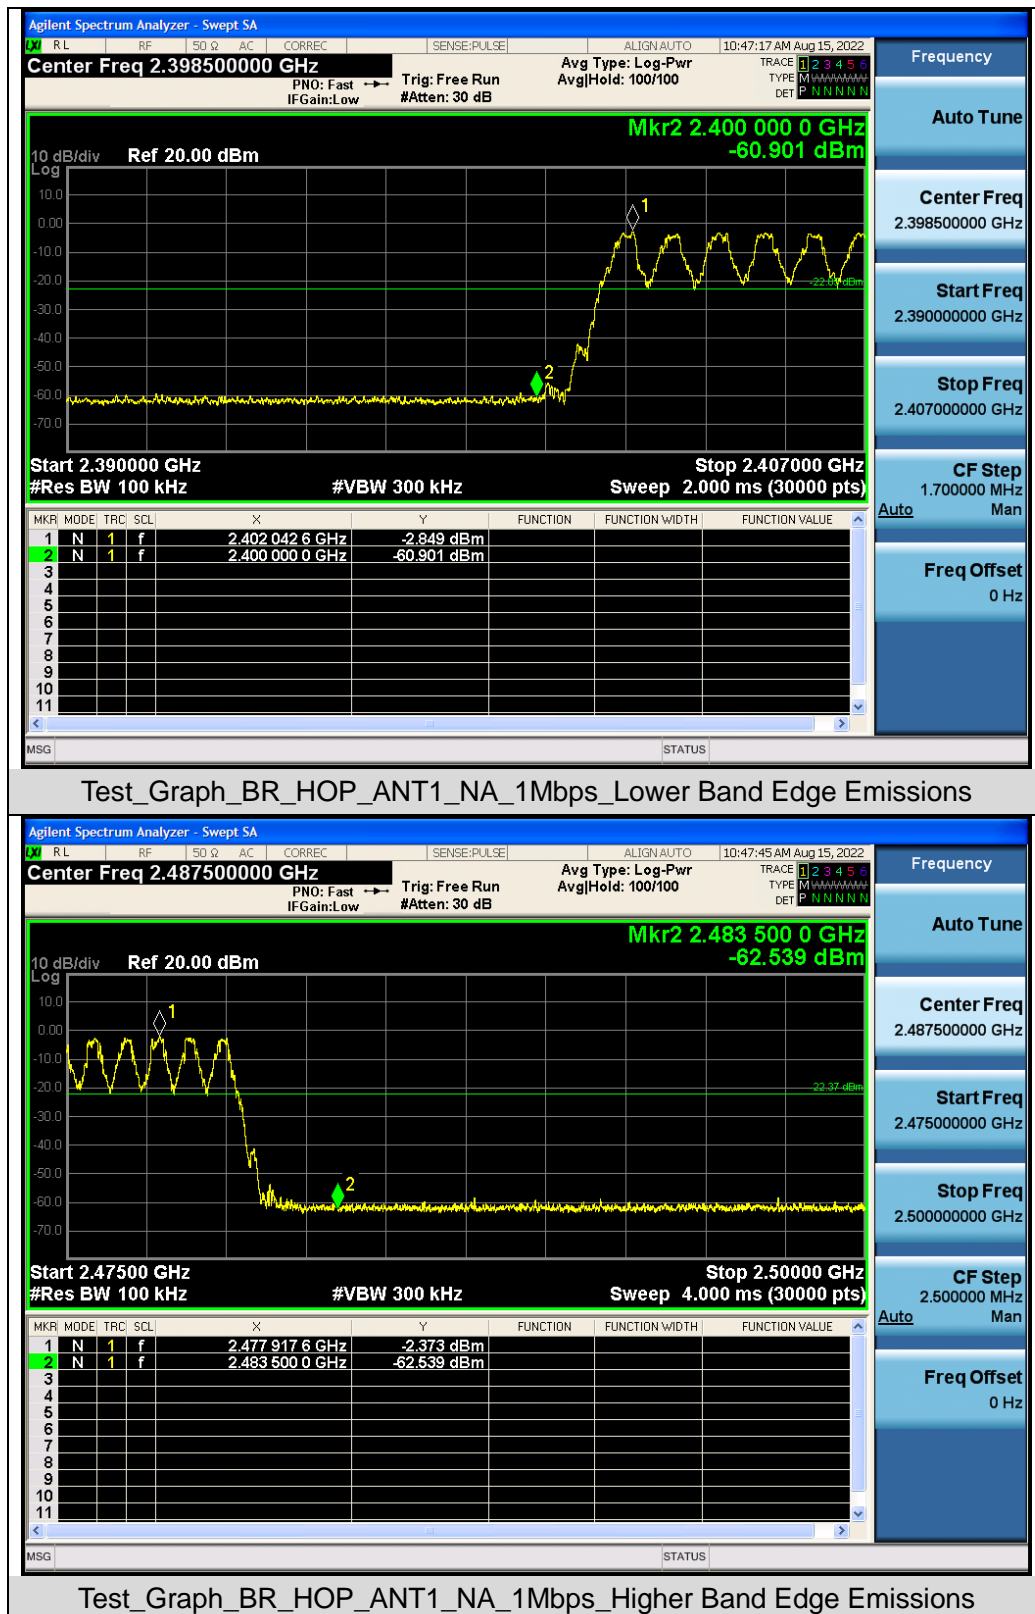 Agilent Spectrum Analyzer - Swept SA
LXI RL RF 50 Ω AC CORREC SENSE:PULSE ALIGN AUTO 10:47:17 AM Aug 15, 2022
Center Freq 2.398500000 GHz
PNO: Fast
IFGain:Low
Trig: Free Run
#Atten: 30 dB
Avg Type: Log-Pwr
Avg|Hold: 100/100
TRACE 1 2 3 4 5 6
TYPE M W W W W W
DET P N N N N N
Mkr2 2.400 000 0 GHz
-60.901 dBm
10 dB/div Ref 20.00 dBm
Log
10.0
0.00
-10.0
-20.0
-30.0
-40.0
-50.0
-60.0
-70.0
1
2
Start 2.390000 GHz Stop 2.407000 GHz
#Res BW 100 kHz #VBW 300 kHz Sweep 2.000 ms (30000 pts)
MKR MODE TRC SCL X Y FUNCTION FUNCTION WIDTH FUNCTION VALUE
1 N 1 f 2.402 042 6 GHz -2.849 dBm
2 N 1 f 2.400 000 0 GHz -60.901 dBm
3
4
5
6
7
8
9
10
11
MSG STATUS
Frequency
Auto Tune
Center Freq
2.398500000 GHz
Start Freq
2.390000000 GHz
Stop Freq
2.407000000 GHz
CF Step
1.700000 MHz
Auto Man
Freq Offset
0 Hz
Test_Graph_BR_HOP_ANT1_NA_1Mbps_Lower Band Edge Emissions
Agilent Spectrum Analyzer - Swept SA
LXI RL RF 50 Ω AC CORREC SENSE:PULSE ALIGN AUTO 10:47:45 AM Aug 15, 2022
Center Freq 2.487500000 GHz
PNO: Fast
IFGain:Low
Trig: Free Run
#Atten: 30 dB
Avg Type: Log-Pwr
Avg|Hold: 100/100
TRACE 1 2 3 4 5 6
TYPE M W W W W W
DET P N N N N N
Mkr2 2.483 500 0 GHz
-62.539 dBm
10 dB/div Ref 20.00 dBm
Log
10.0
0.00
-10.0
-20.0
-30.0
-40.0
-50.0
-60.0
-70.0
1
-22.37 dBm
2
Start 2.47500 GHz Stop 2.50000 GHz
#Res BW 100 kHz #VBW 300 kHz Sweep 4.000 ms (30000 pts)
MKR MODE TRC SCL X Y FUNCTION FUNCTION WIDTH FUNCTION VALUE
1 N 1 f 2.477 917 6 GHz -2.373 dBm
2 N 1 f 2.483 500 0 GHz -62.539 dBm
3
4
5
6
7
8
9
10
11
MSG STATUS
Frequency
Auto Tune
Center Freq
2.487500000 GHz
Start Freq
2.475000000 GHz
Stop Freq
2.500000000 GHz
CF Step
2.500000 MHz
Auto Man
Freq Offset
0 Hz
Test_Graph_BR_HOP_ANT1_NA_1Mbps_Higher Band Edge Emissions